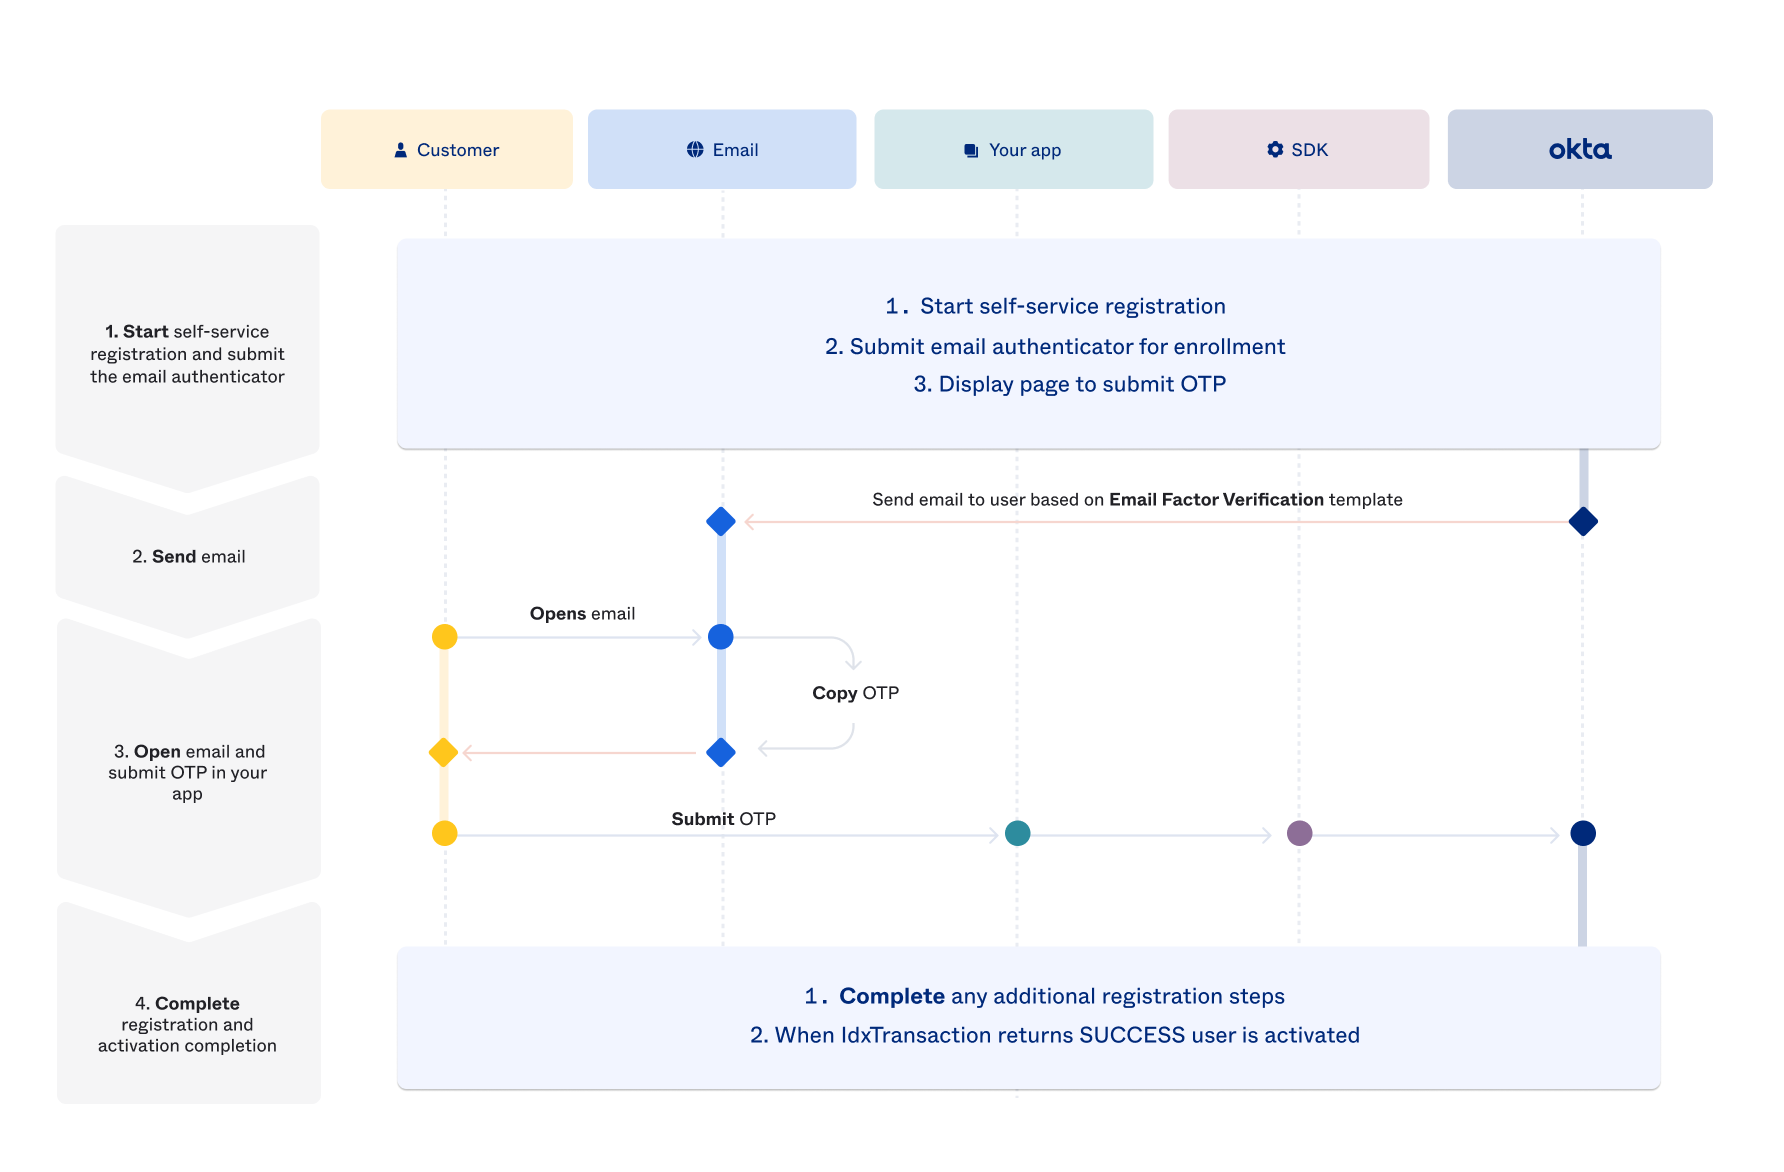 Customer
Email
Your app
SDK
okta
1. Start self-service
registration and submit
the email authenticator
1. Start self-service registration
2. Submit email authenticator for enrollment
3. Display page to submit OTP
2. Send email
Send email to user based on Email Factor Verification template
3. Open email and
submit OTP in your
app
Opens email
Copy OTP
Submit OTP
4. Complete
registration and
activation completion
1. Complete any additional registration steps
2. When IdxTransaction returns SUCCESS user is activated